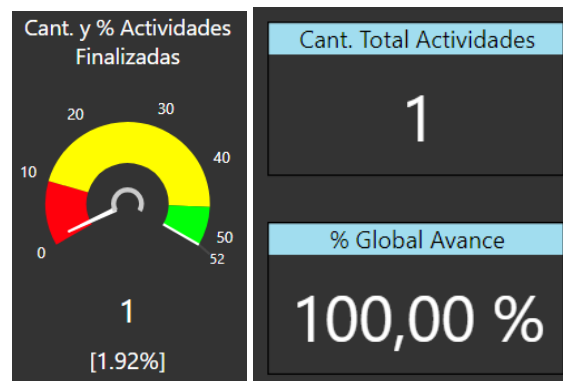 Cant. y % Actividades
Finalizadas
20
30
10
40
0
50
52
1
[1.92%]
Cant. Total Actividades
1
% Global Avance
100,00 %